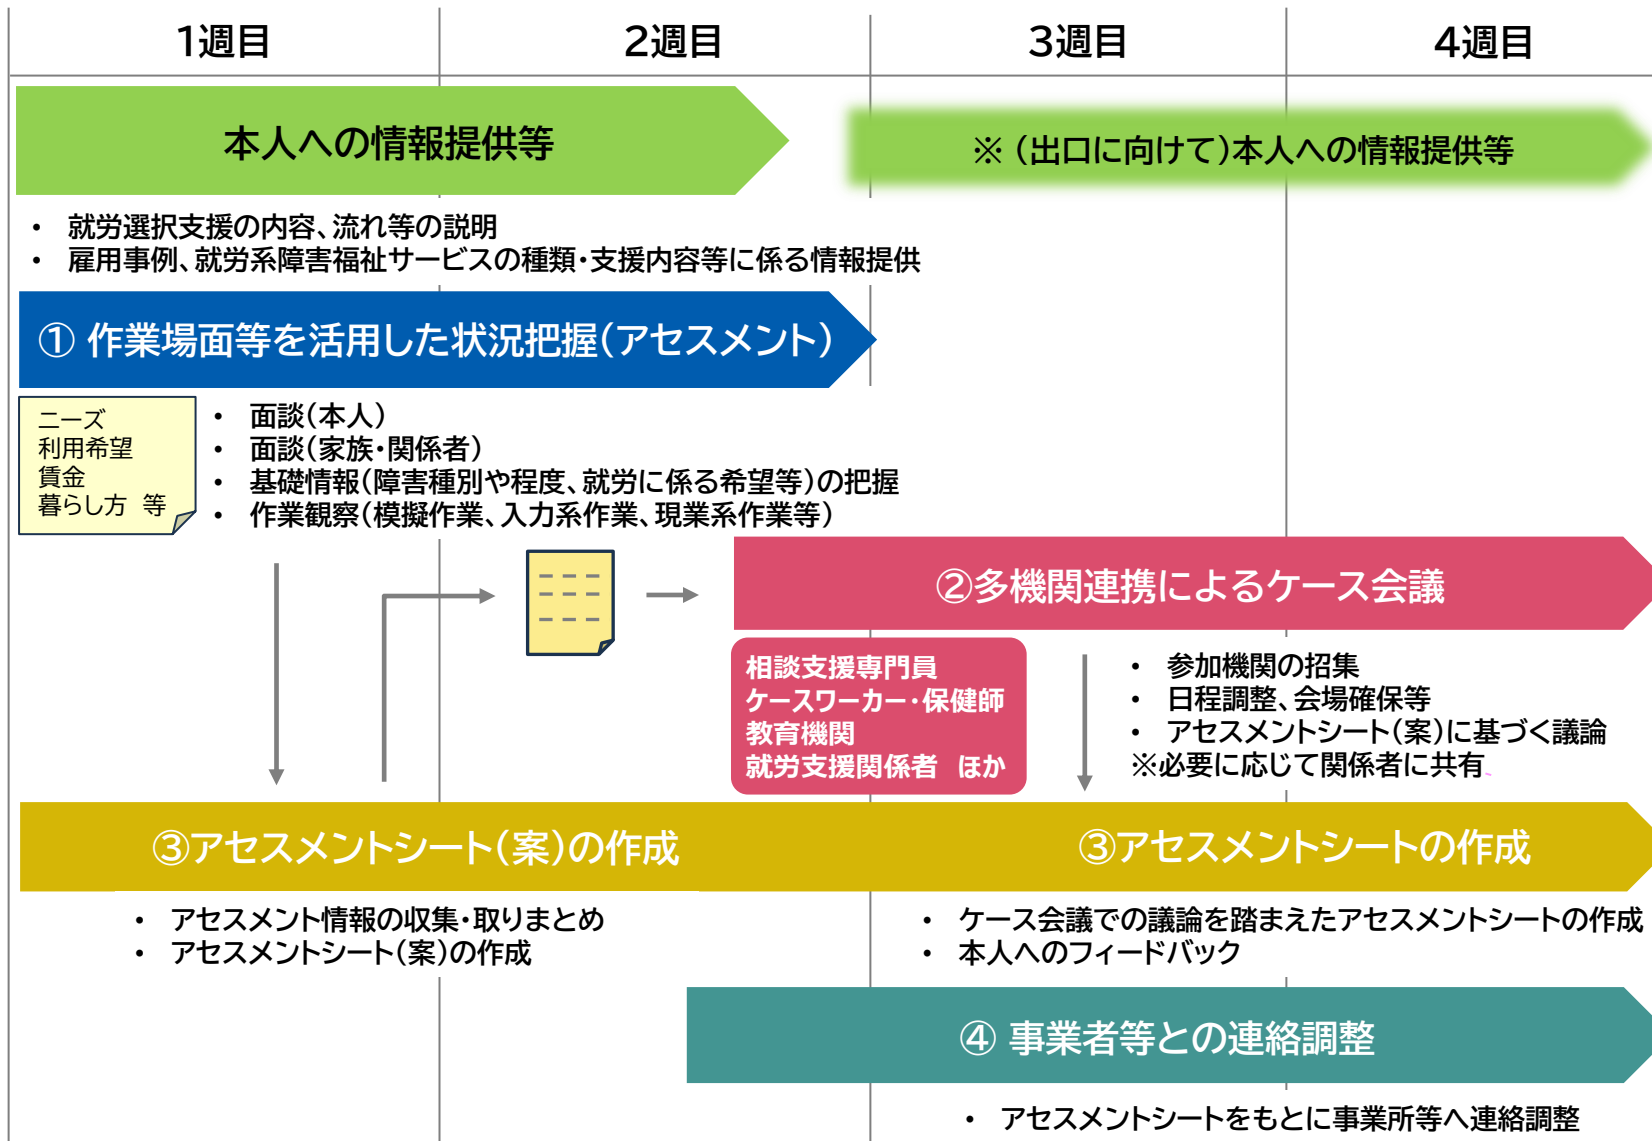 1週目
2週目
3週目
4週目
本人への情報提供等
※（出口に向けて）本人への情報提供等
• 就労選択支援の内容、流れ等の説明
• 雇用事例、就労系障害福祉サービスの種類・支援内容等に係る情報提供
① 作業場面等を活用した状況把握（アセスメント）
ニーズ
利用希望
賃金
暮らし方 等
• 面談（本人）
• 面談（家族・関係者）
• 基礎情報（障害種別や程度、就労に係る希望等）の把握
• 作業観察（模擬作業、入力系作業、現業系作業等）
②多機関連携によるケース会議
相談支援専門員
ケースワーカー・保健師
教育機関
就労支援関係者 ほか
• 参加機関の招集
• 日程調整、会場確保等
• アセスメントシート（案）に基づく議論
※必要に応じて関係者に共有
③アセスメントシート（案）の作成
③アセスメントシートの作成
• アセスメント情報の収集・取りまとめ
• アセスメントシート（案）の作成
• ケース会議での議論を踏まえたアセスメントシートの作成
• 本人へのフィードバック
④ 事業者等との連絡調整
• アセスメントシートをもとに事業所等へ連絡調整